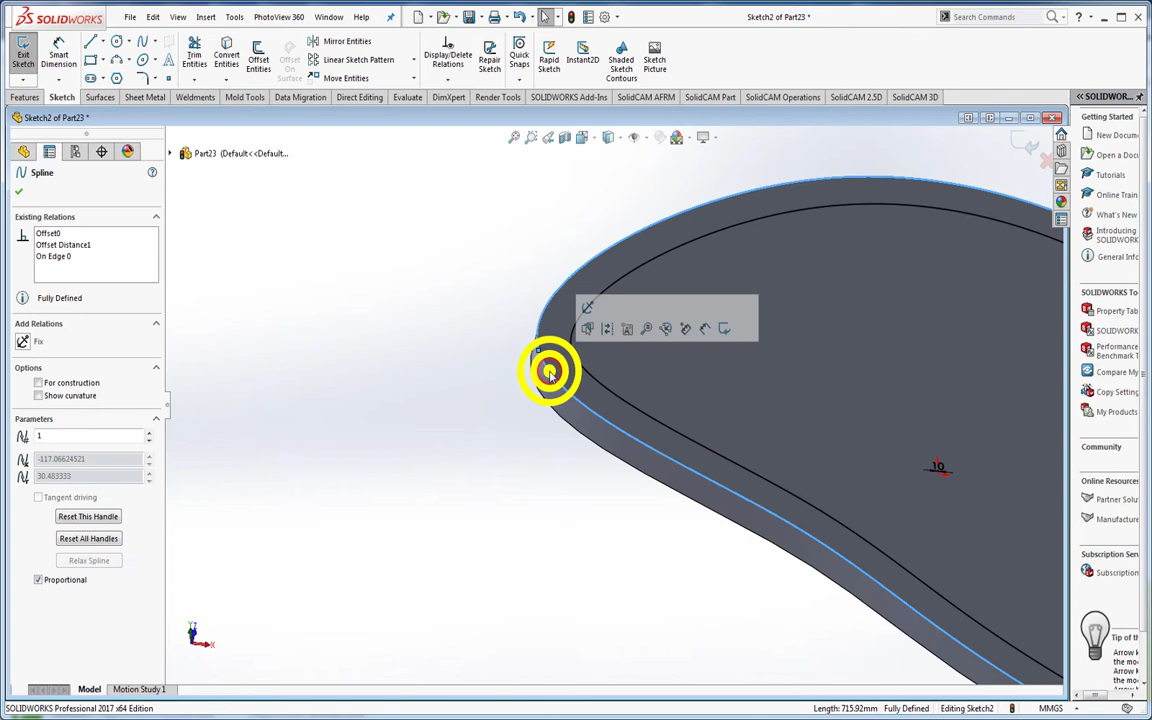 SOLIDWORKS File Edit View Insert Tools PhotoView 360 Window Help Sketch2 of Part23 * Search Commands
Exit Sketch
Smart Dimension
Trim Entities
Convert Entities
Offset Entities
Offset On Surface
Mirror Entities
Linear Sketch Pattern
Move Entities
Display/Delete Relations
Repair Sketch
Quick Snaps
Rapid Sketch
Instant2D
Shaded Sketch Contours
Sketch Picture
Features Sketch Surfaces Sheet Metal Weldments Mold Tools Data Migration Direct Editing Evaluate DimXpert Render Tools SOLIDWORKS Add-Ins SolidCAM AFRM SolidCAM Part SolidCAM Operations SolidCAM 2.5D SolidCAM 3D
Sketch2 of Part23 *
Part23 (Default<<Default...
Spline
Existing Relations
Offset0
Offset Distance1
On Edge 0
Fully Defined
Add Relations
Fix
Options
For construction
Show curvature
Parameters
1
-117.06624521
30.483333
Tangent driving
Reset This Handle
Reset All Handles
Relax Spline
Proportional
10
Y
Z
X
SOLIDWOR...
Getting Started
New Docum
Open a Doc
Tutorials
Online Train
What's New
Introducing SOLIDWORK
General Info
SOLIDWORKS To
Property Tab
SOLIDWORK
Performance Benchmark T
Compare My
Copy Setting
My Products
Community
Online Resources
Partner Solu
Manufacture
Subscription Serv
Subscription
Tip of th
Arrow k
the mod
Arrow k
the mod
Model Motion Study 1
SOLIDWORKS Professional 2017 x64 Edition Length: 715.92mm Fully Defined Editing Sketch2 MMGS